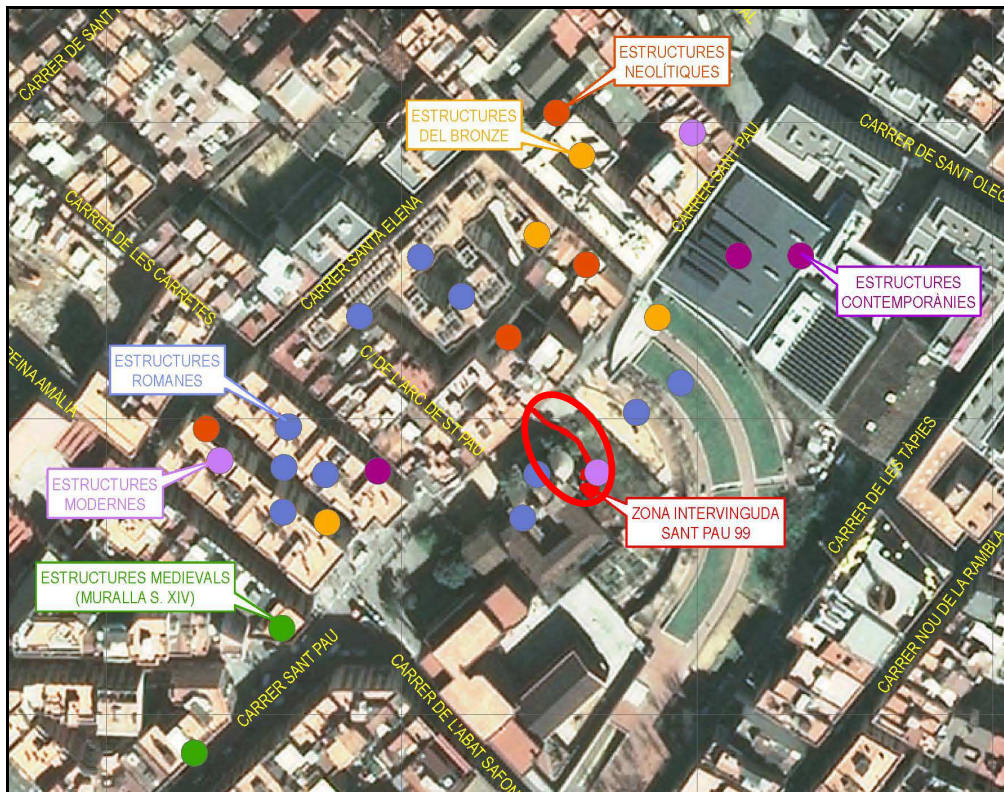 CARRER DE SANT
ESTRUCTURES
NEOLÍTIQUES
ESTRUCTURES
DEL BRONZE
CARRER DE SANT OLEG
CARRER SANT PAU
CARRER SANTA ELENA
CARRER DE LES CARRETES
ESTRUCTURES
CONTEMPORÀNIES
ESTRUCTURES
ROMANES
C/ DE L'ARC DE ST PAU
REINA AMÀLIA
ESTRUCTURES
MODERNES
CARRER DE LES TÀPIES
ZONA INTERVINGUDA
SANT PAU 99
ESTRUCTURES MEDIEVALS
(MURALLA S. XIV)
CARRER NOU DE LA RAMBLA
CARRER SANT PAU
CARRER DE L'ABAT SAFON